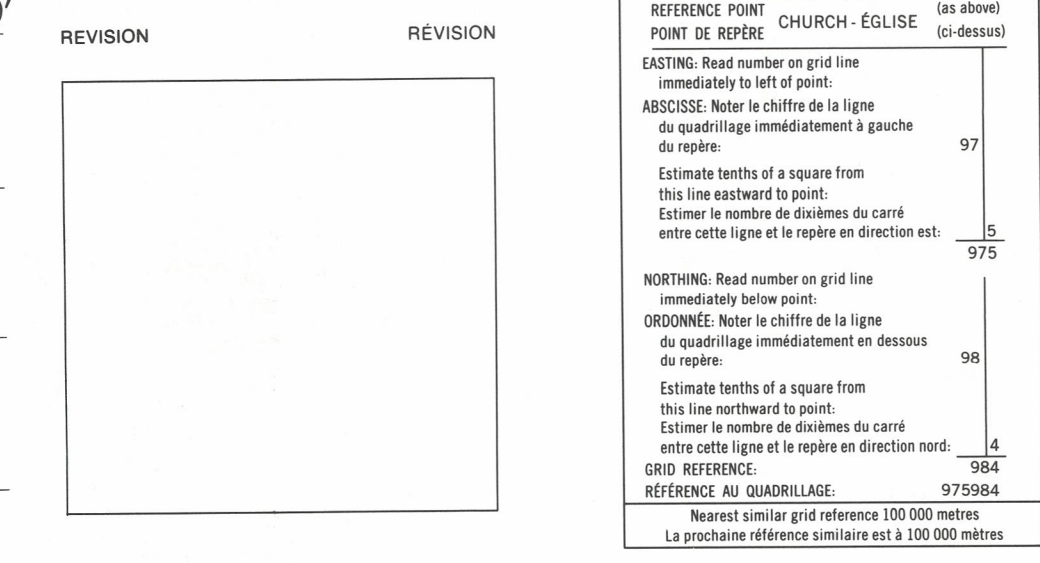 REVISION RÉVISION
REFERENCE POINT CHURCH - ÉGLISE (as above)
POINT DE REPÈRE (ci-dessus)
EASTING: Read number on grid line
immediately to left of point:
ABSCISSE: Noter le chiffre de la ligne
du quadrillage immédiatement à gauche
du repère: 97
Estimate tenths of a square from
this line eastward to point:
Estimer le nombre de dixièmes du carré
entre cette ligne et le repère en direction est: 5
975
NORTHING: Read number on grid line
immediately below point:
ORDONNÉE: Noter le chiffre de la ligne
du quadrillage immédiatement en dessous
du repère: 98
Estimate tenths of a square from
this line northward to point:
Estimer le nombre de dixièmes du carré
entre cette ligne et le repère en direction nord: 4
GRID REFERENCE: 984
RÉFÉRENCE AU QUADRILLAGE: 975984
Nearest similar grid reference 100 000 metres
La prochaine référence similaire est à 100 000 mètres